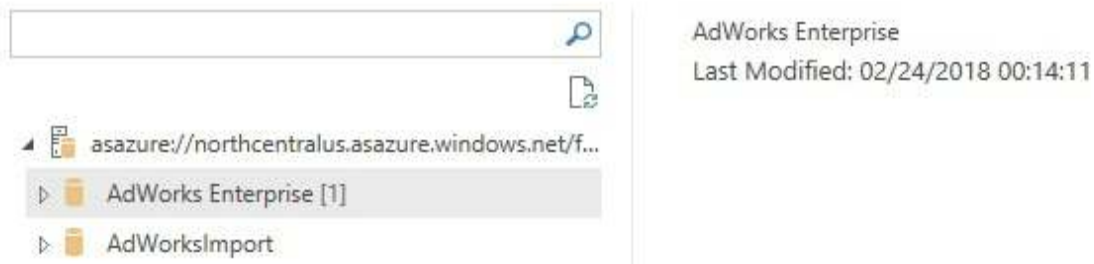 asazure://northcentralus.asazure.windows.net/f...
AdWorks Enterprise [1]
AdWorksImport
AdWorks Enterprise
Last Modified: 02/24/2018 00:14:11